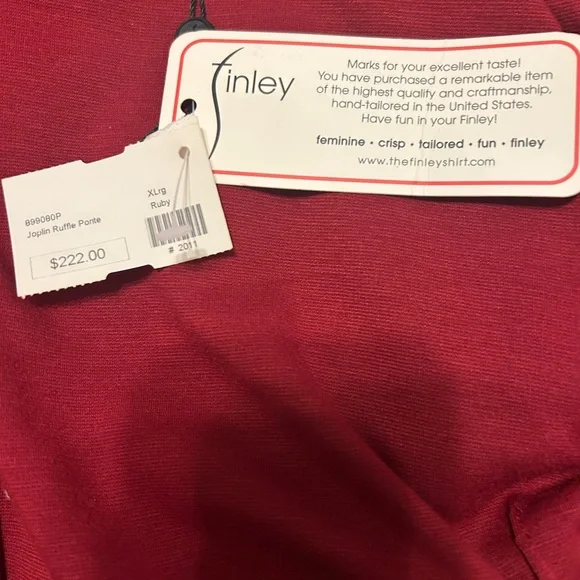 finley
Marks for your excellent taste!
You have purchased a remarkable item
of the highest quality and craftmanship,
hand-tailored in the United States.
Have fun in your Finley!
feminine • crisp • tailored • fun • finley
www.thefinleyshirt.com
899080P
Joplin Ruffle Ponte
$222.00
XLrg
Ruby
# 2011